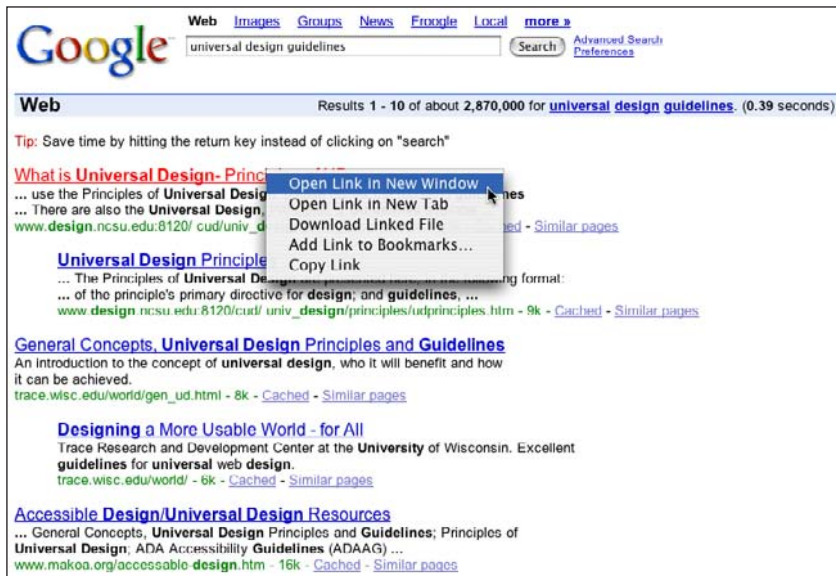 Web Images Groups News Froogle Local more »
Google™
universal design guidelines Search Advanced Search
Preferences
Web Results 1 - 10 of about 2,870,000 for universal design guidelines. (0.39 seconds)
Tip: Save time by hitting the return key instead of clicking on "search"
What is Universal Design- Princ
Open Link in New Window
Open Link in New Tab
Download Linked File
Add Link to Bookmarks...
Copy Link
... use the Principles of Universal Desig
... There are also the Universal Design,
www.design.ncsu.edu:8120/ cud/univ_d - Similar pages
Universal Design Principle
... The Principles of Universal Design are presented here, in the following format:
... of the principle's primary directive for design; and guidelines, ...
www.design.ncsu.edu:8120/cud/ univ_design/principles/udprinciples.htm - 9k - Cached - Similar pages
General Concepts, Universal Design Principles and Guidelines
An introduction to the concept of universal design, who it will benefit and how
it can be achieved.
trace.wisc.edu/world/gen_ud.html - 8k - Cached - Similar pages
Designing a More Usable World - for All
Trace Research and Development Center at the University of Wisconsin. Excellent
guidelines for universal web design.
trace.wisc.edu/world/ - 6k - Cached - Similar pages
Accessible Design/Universal Design Resources
... General Concepts, Universal Design Principles and Guidelines; Principles of
Universal Design; ADA Accessibility Guidelines (ADAAG) ...
www.makoa.org/accessable-design.htm - 16k - Cached - Similar pages